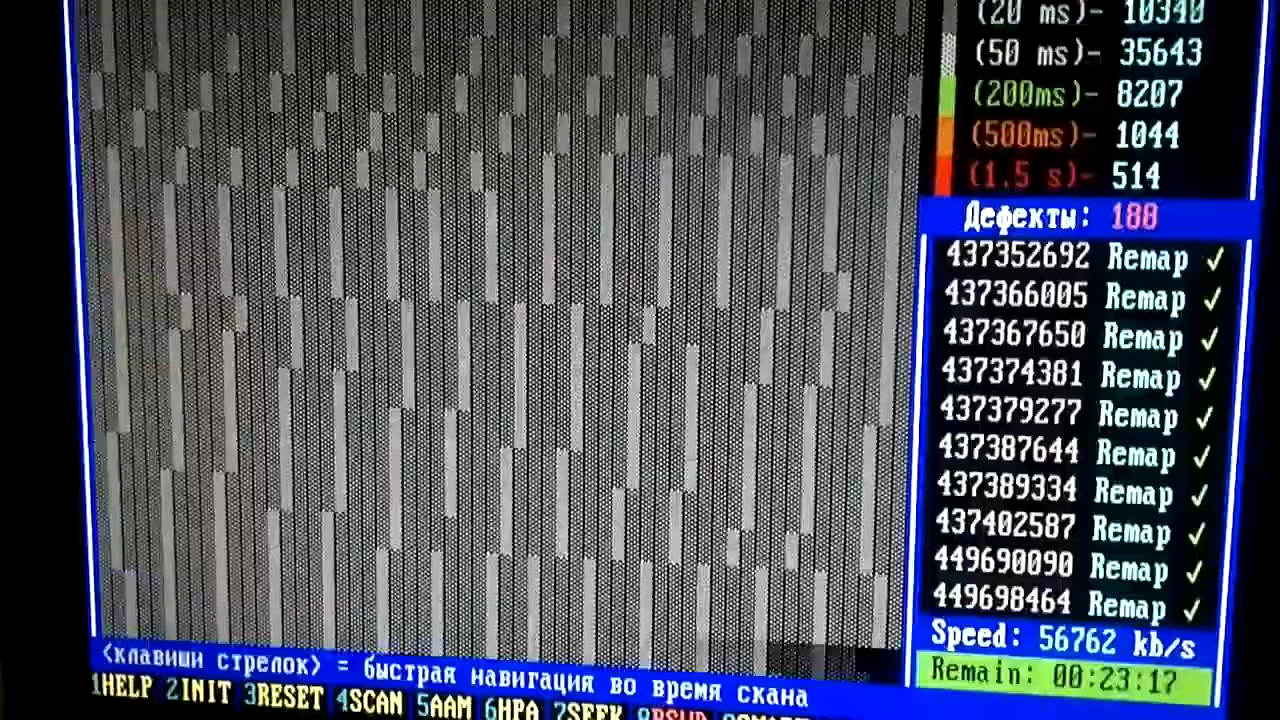 (20 ms)- 10340
(50 ms)- 35643
(200ms)- 8207
(500ms)- 1044
(1.5 s)- 514
Дефекты: 188
437352692 Remap ✓
437366005 Remap ✓
437367650 Remap ✓
437374381 Remap ✓
437379277 Remap ✓
437387644 Remap ✓
437389334 Remap ✓
437402587 Remap ✓
449690090 Remap ✓
449698464 Remap ✓
Speed: 56762 kb/s
Remain: 00:23:17
<клавиши стрелок> = быстрая навигация во время скана
1HELP 2INIT 3RESET 4SCAN 5AAM 6HPA 7SEEK